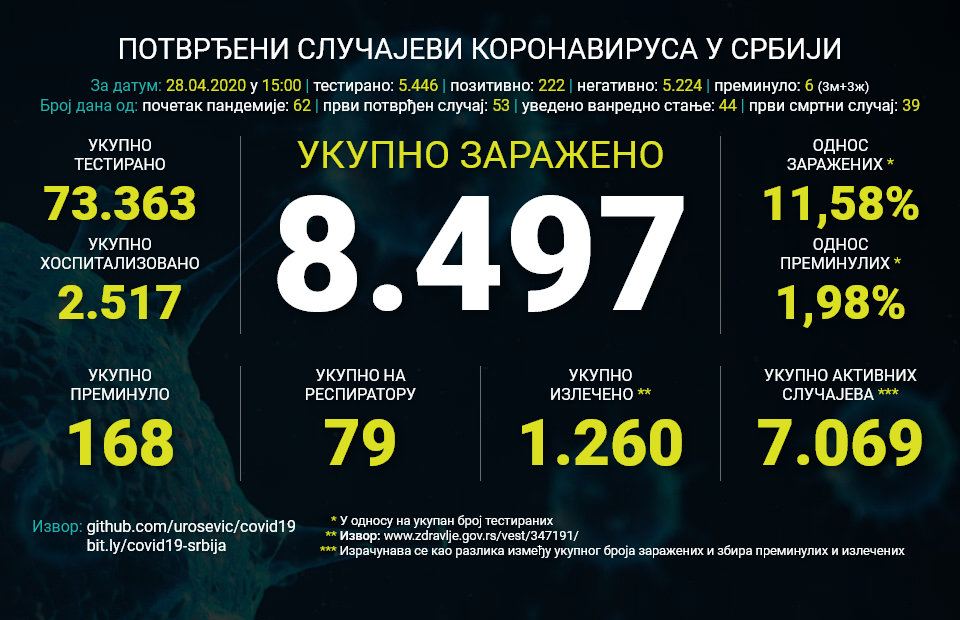 ПОТВРЂЕНИ СЛУЧАЈЕВИ КОРОНАВИРУСА У СРБИЈИ
За датум: 28.04.2020 у 15:00 | тестирано: 5.446 | позитивно: 222 | негативно: 5.224 | преминуло: 6 (3м+3ж)
Број дана од: почетак пандемије: 62 | први потврђен случај: 53 | уведено ванредно стање: 44 | први смртни случај: 39
УКУПНО
ТЕСТИРАНО
73.363
УКУПНО
ХОСПИТАЛИЗОВАНО
2.517
УКУПНО ЗАРАЖЕНО
8.497
ОДНОС
ЗАРАЖЕНИХ *
11,58%
ОДНОС
ПРЕМИНУЛИХ *
1,98%
УКУПНО
ПРЕМИНУЛО
168
УКУПНО НА
РЕСПИРАТОРУ
79
УКУПНО
ИЗЛЕЧЕНО **
1.260
УКУПНО АКТИВНИХ
СЛУЧАЈЕВА ***
7.069
Извор: github.com/urosevic/covid19
bit.ly/covid19-srbija
* У односу на укупан број тестираних
** Извор: www.zdravlje.gov.rs/vest/347191/
*** Израчунава се као разлика између укупног броја заражених и збира преминулих и излечених